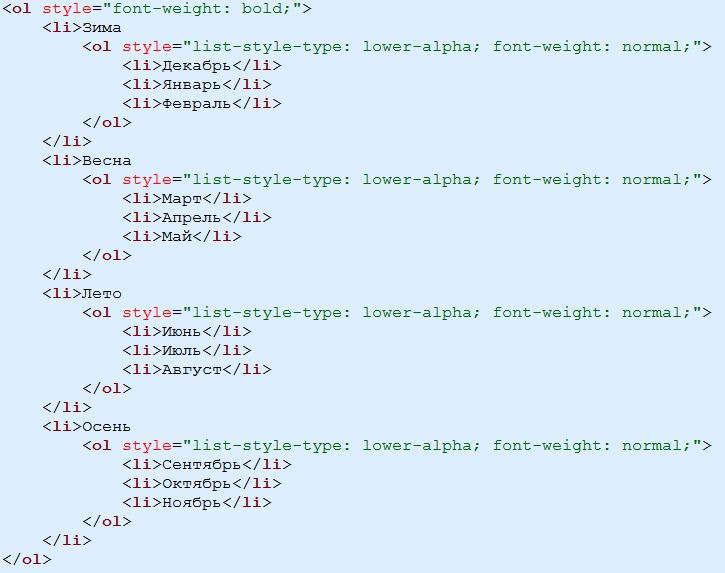 <ol style="font-weight: bold;">
    <li>Зима
        <ol style="list-style-type: lower-alpha; font-weight: normal;">
            <li>Декабрь</li>
            <li>Январь</li>
            <li>Февраль</li>
        </ol>
    </li>
    <li>Весна
        <ol style="list-style-type: lower-alpha; font-weight: normal;">
            <li>Март</li>
            <li>Апрель</li>
            <li>Май</li>
        </ol>
    </li>
    <li>Лето
        <ol style="list-style-type: lower-alpha; font-weight: normal;">
            <li>Июнь</li>
            <li>Июль</li>
            <li>Август</li>
        </ol>
    </li>
    <li>Осень
        <ol style="list-style-type: lower-alpha; font-weight: normal;">
            <li>Сентябрь</li>
            <li>Октябрь</li>
            <li>Ноябрь</li>
        </ol>
    </li>
</ol>